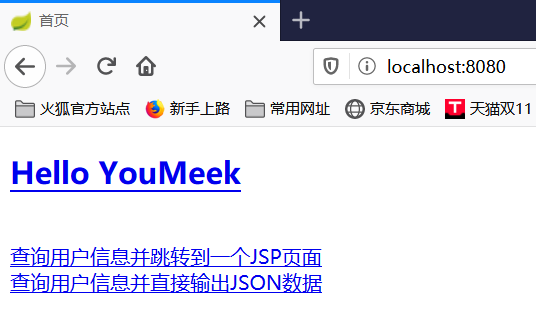 首页
localhost:8080
火狐官方站点 新手上路 常用网址 京东商城 天猫双11
Hello YouMeek
查询用户信息并跳转到一个JSP页面
查询用户信息并直接输出JSON数据